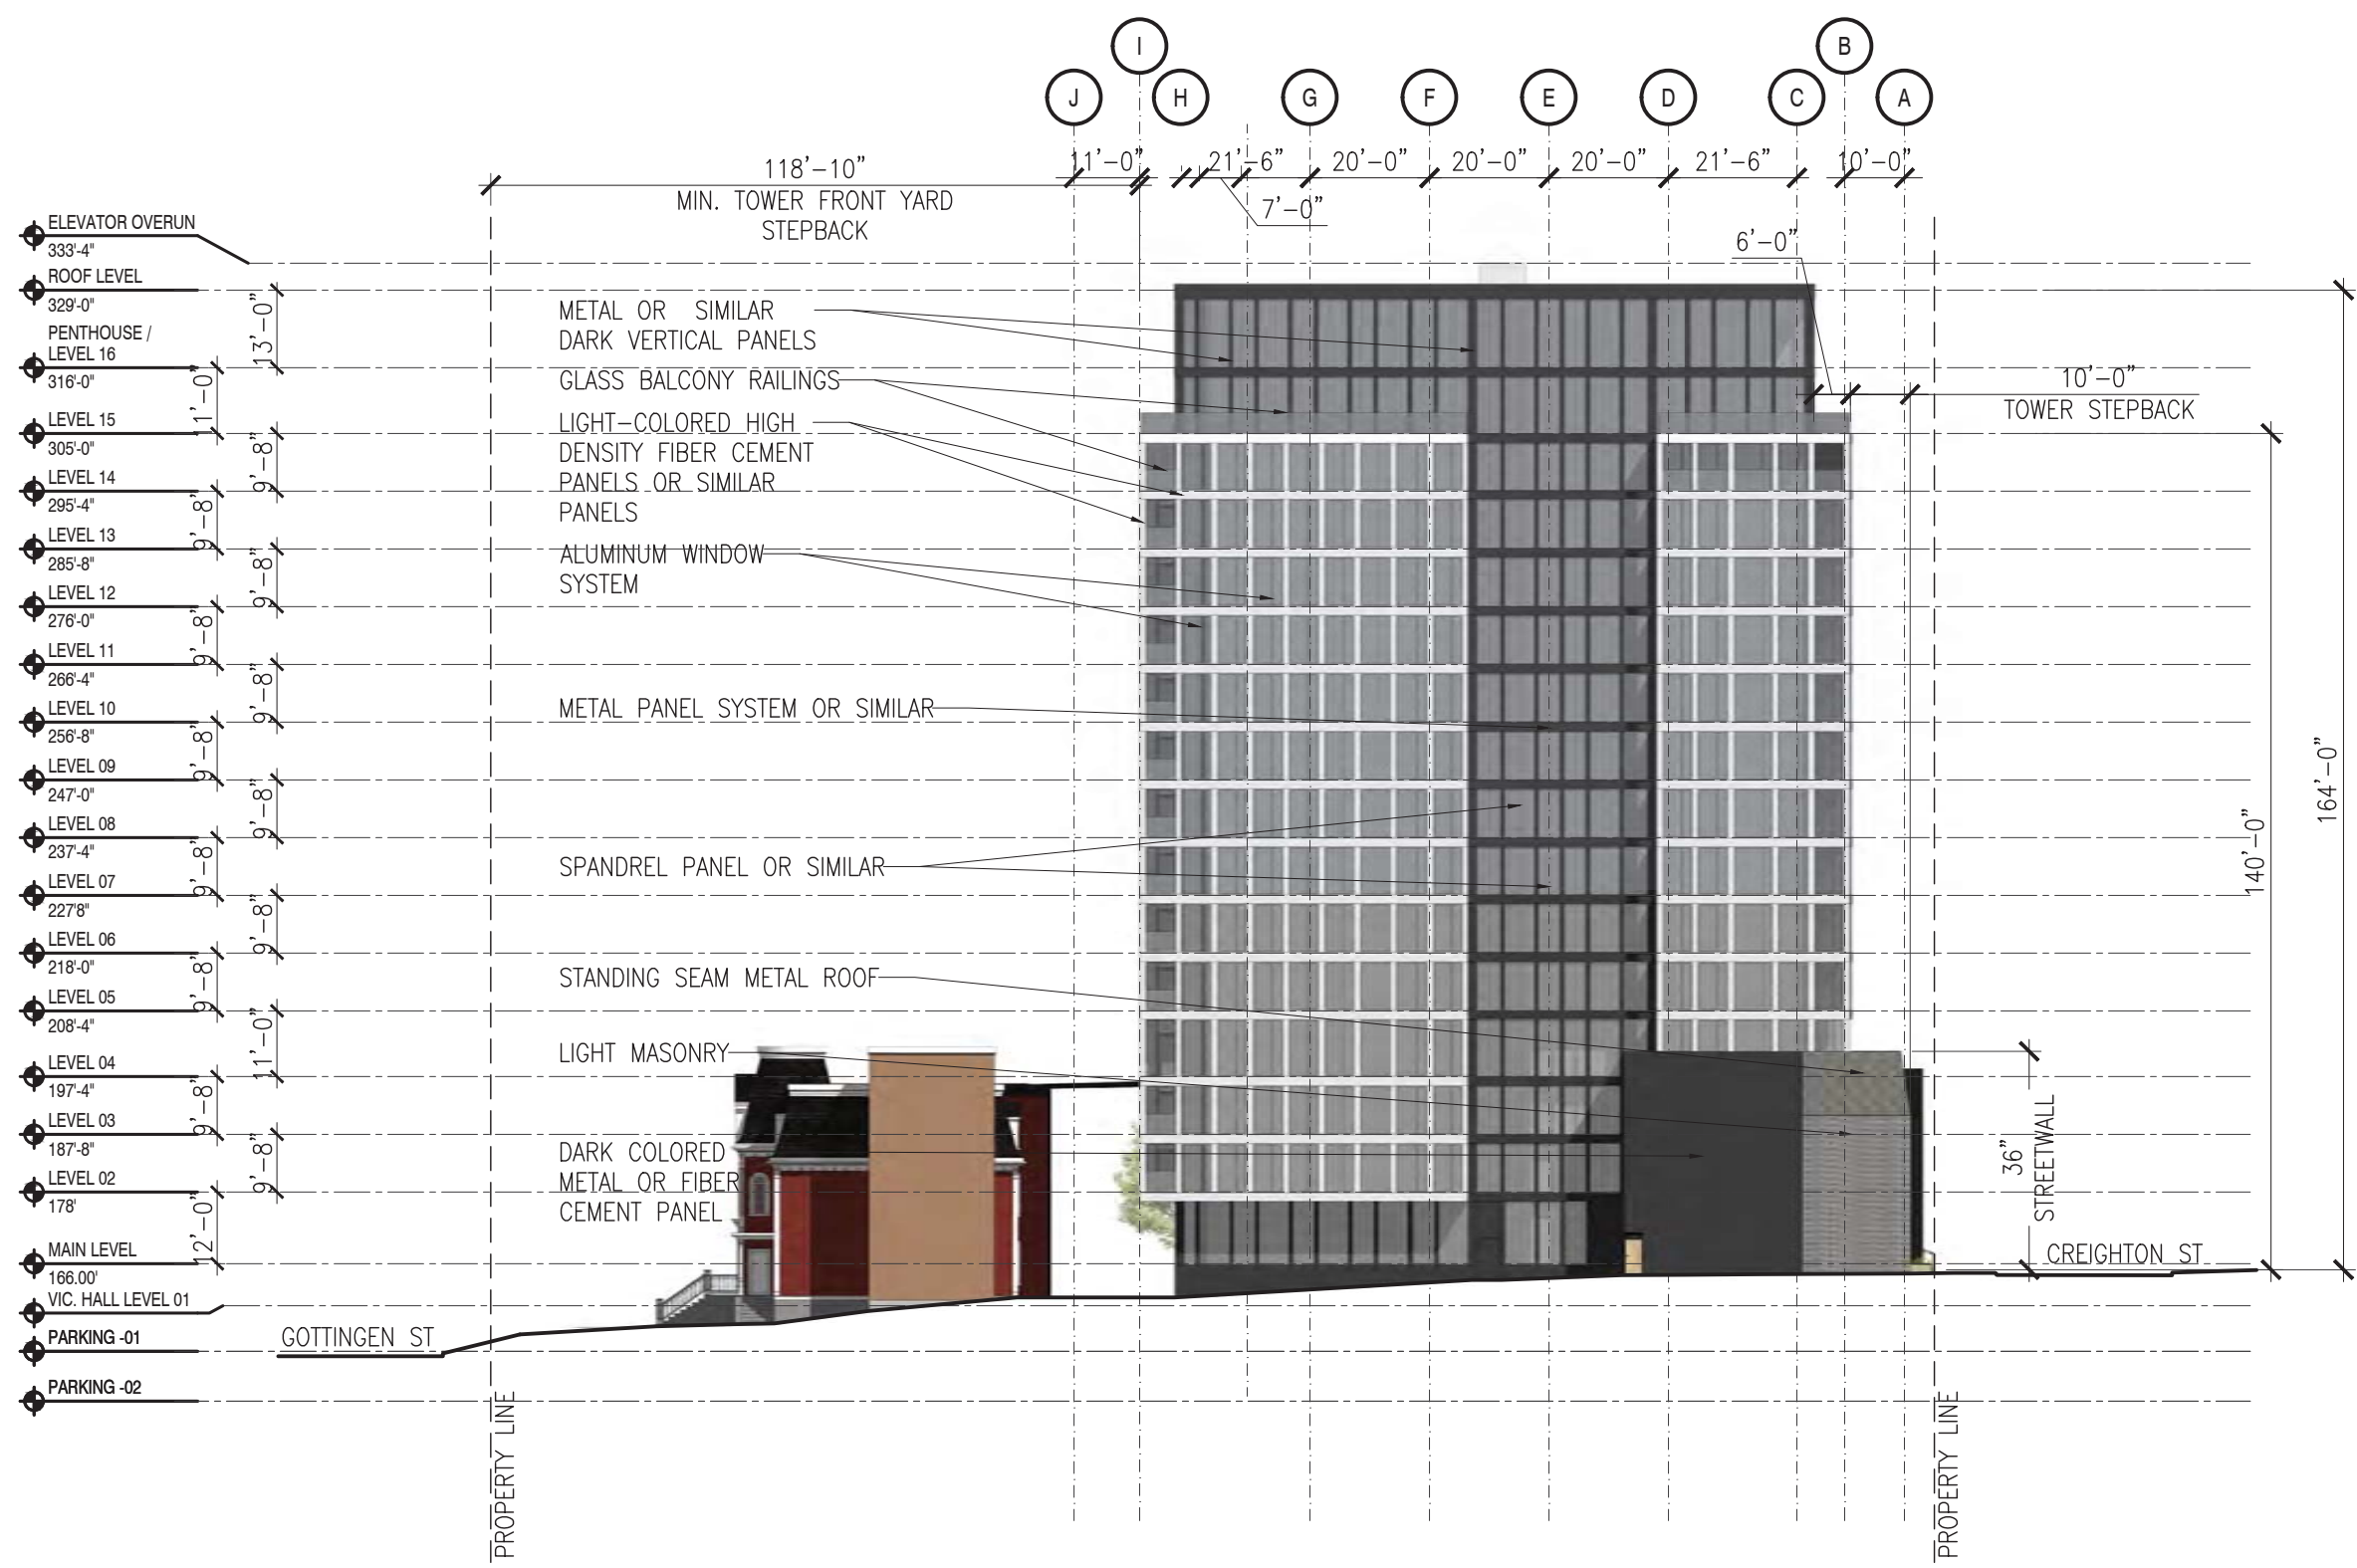 I
B
J
H
G
F
E
D
C
A
118'-10"
11'-0"
21'-6"
20'-0"
20'-0"
20'-0"
21'-6"
10'-0"
MIN. TOWER FRONT YARD
STEPBACK
7'-0"
6'-0"
ELEVATOR OVERUN
333'-4"
ROOF LEVEL
329'-0"
PENTHOUSE /
LEVEL 16
316'-0"
LEVEL 15
305'-0"
LEVEL 14
295'-4"
LEVEL 13
285'-8"
LEVEL 12
276'-0"
LEVEL 11
266'-4"
LEVEL 10
256'-8"
LEVEL 09
247'-0"
LEVEL 08
237'-4"
LEVEL 07
227'8"
LEVEL 06
218'-0"
LEVEL 05
208'-4"
LEVEL 04
197'-4"
LEVEL 03
187'-8"
LEVEL 02
178'
MAIN LEVEL
166.00'
VIC. HALL LEVEL 01
PARKING -01
PARKING -02
13'-0"
11'-0"
9'-8"
9'-8"
9'-8"
9'-8"
9'-8"
9'-8"
9'-8"
9'-8"
9'-8"
9'-8"
11'-0"
9'-8"
9'-8"
12'-0"
METAL OR SIMILAR
DARK VERTICAL PANELS
GLASS BALCONY RAILINGS
LIGHT-COLORED HIGH
DENSITY FIBER CEMENT
PANELS OR SIMILAR
PANELS
ALUMINUM WINDOW
SYSTEM
METAL PANEL SYSTEM OR SIMILAR
SPANDREL PANEL OR SIMILAR
STANDING SEAM METAL ROOF
LIGHT MASONRY
DARK COLORED
METAL OR FIBER
CEMENT PANEL
10'-0"
TOWER STEPBACK
164'-0"
140'-0"
36"
STREETWALL
CREIGHTON ST
GOTTINGEN ST
PROPERTY LINE
PROPERTY LINE